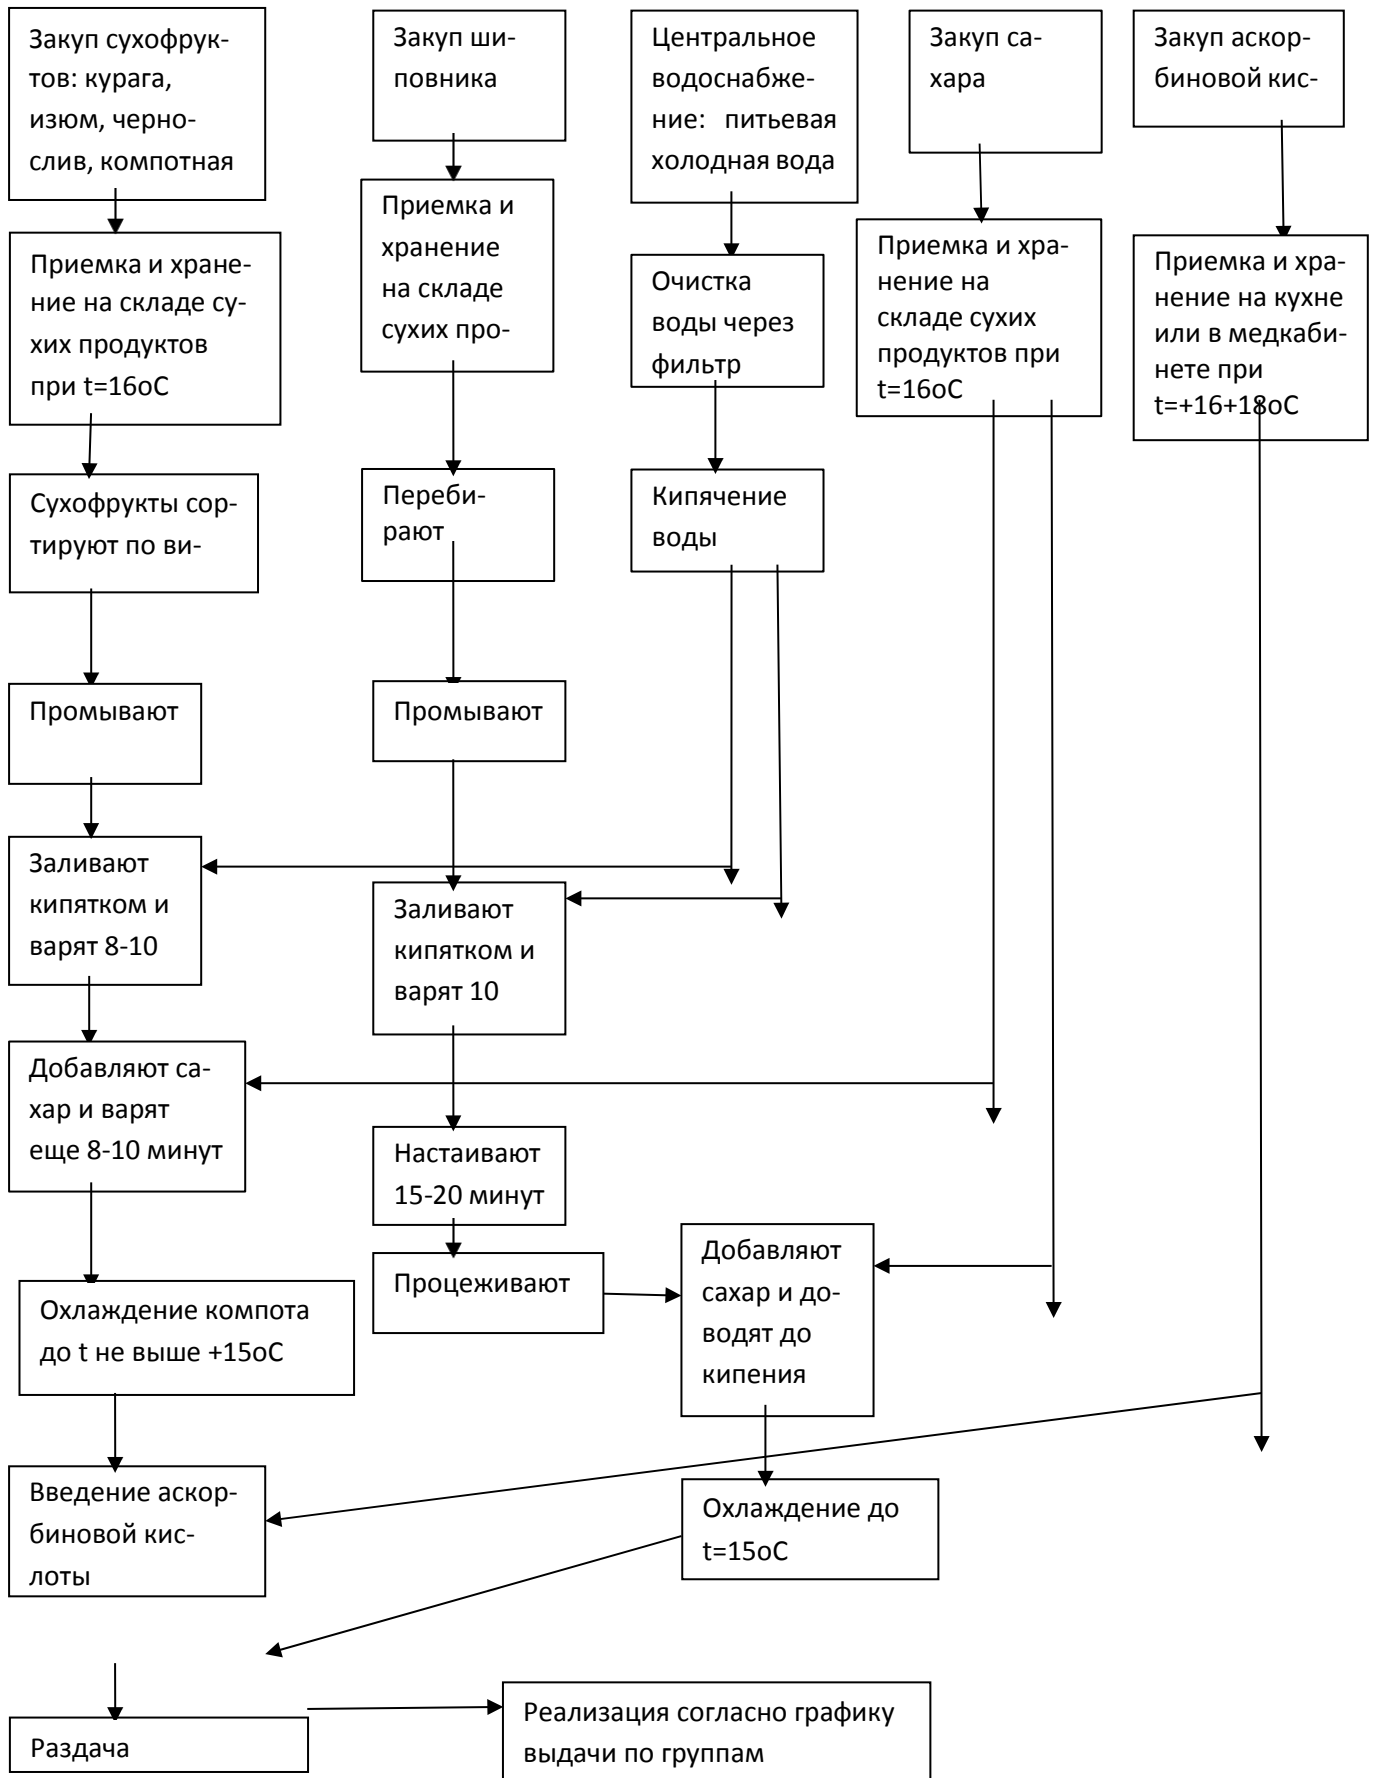 Закуп сухофрук-
тов: курага,
изюм, черно-
слив, компотная
Закуп ши-
повника
Центральное
водоснабже-
ние: питьевая
холодная вода
Закуп са-
хара
Закуп аскор-
биновой кис-
Приемка и хране-
ние на складе су-
хих продуктов
при t=16оС
Приемка и
хранение
на складе
сухих про-
Очистка
воды через
фильтр
Приемка и хра-
нение на
складе сухих
продуктов при
t=16оС
Приемка и хра-
нение на кухне
или в медкаби-
нете при
t=+16+18оС
Сухофрукты сор-
тируют по ви-
Переби-
рают
Кипячение
воды
Промывают
Промывают
Заливают
кипятком и
варят 8-10
Заливают
кипятком и
варят 10
Добавляют са-
хар и варят
еще 8-10 минут
Настаивают
15-20 минут
Процеживают
Добавляют
сахар и до-
водят до
кипения
Охлаждение компота
до t не выше +15оС
Введение аскор-
биновой кис-
лоты
Охлаждение до
t=15оС
Раздача
Реализация согласно графику
выдачи по группам